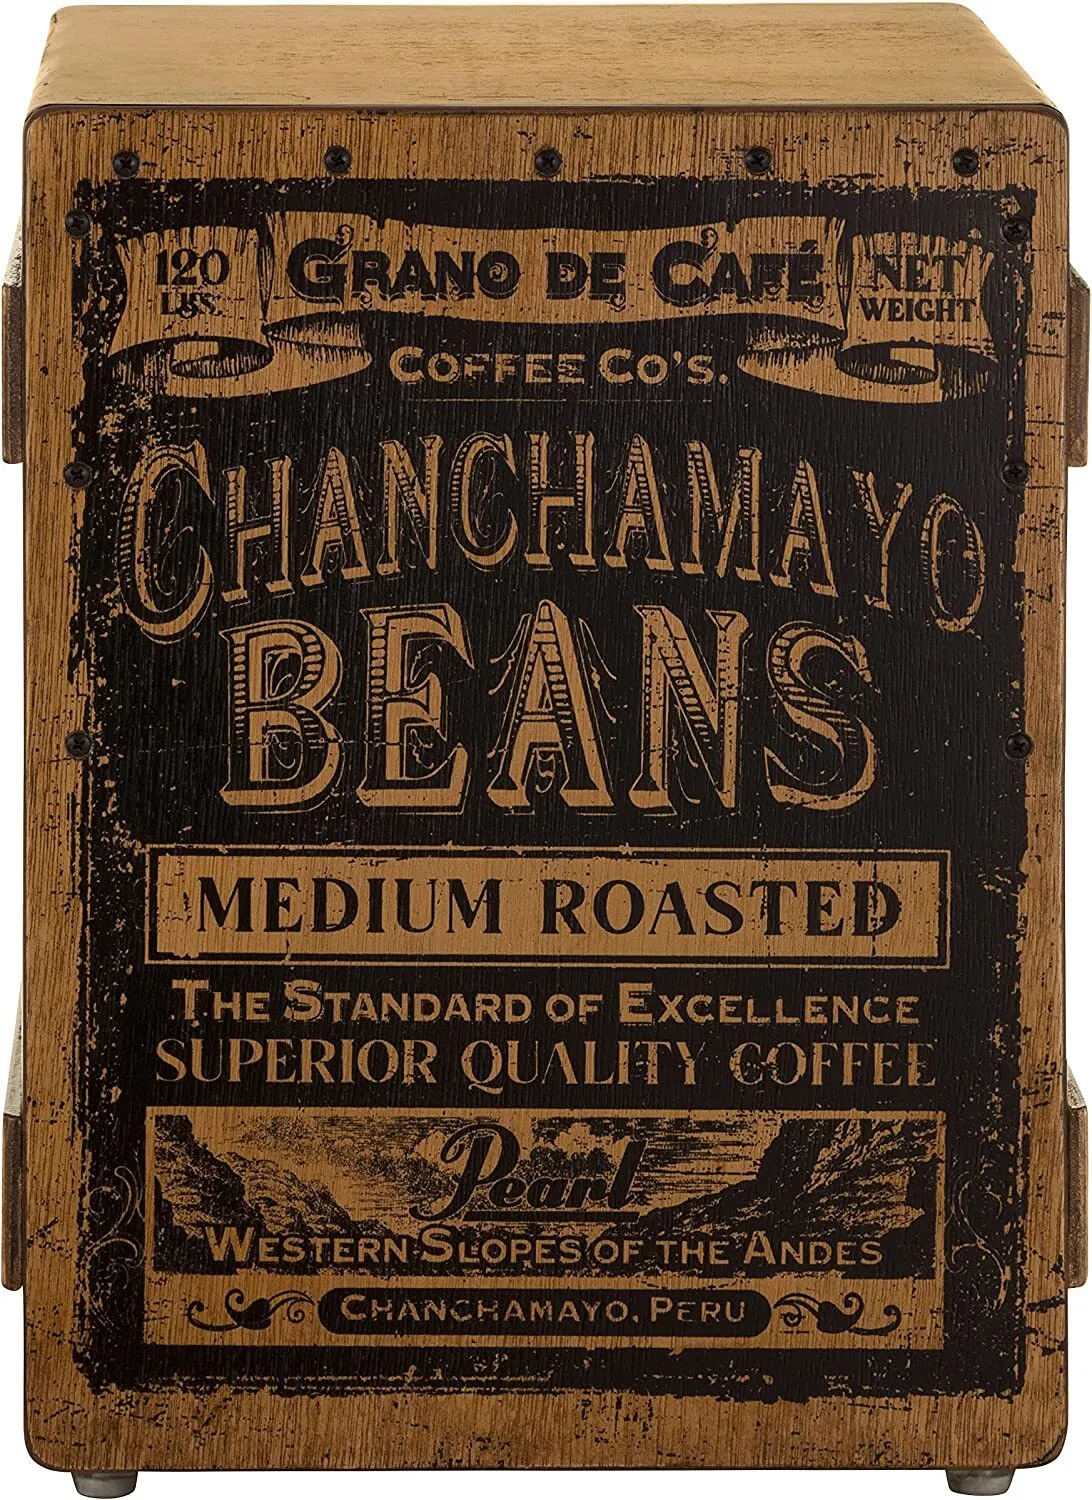 120 LBS.
GRANO DE CAFÉ
NET WEIGHT
COFFEE CO'S.
CHANCHAMAYO
BEANS
MEDIUM ROASTED
THE STANDARD OF EXCELLENCE
SUPERIOR QUALITY COFFEE
Pearl
WESTERN SLOPES OF THE ANDES
CHANCHAMAYO, PERU